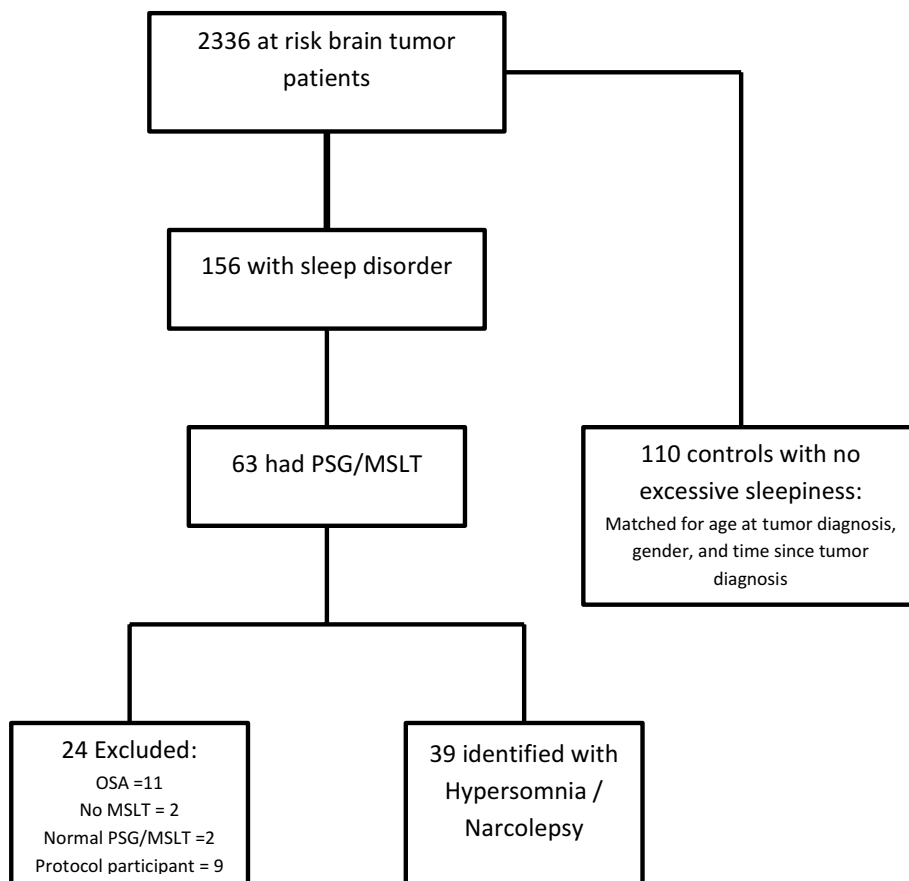 2336 at risk brain tumor
patients
156 with sleep disorder
63 had PSG/MSLT
110 controls with no
excessive sleepiness:
Matched for age at tumor diagnosis,
gender, and time since tumor
diagnosis
24 Excluded:
OSA =11
No MSLT = 2
Normal PSG/MSLT =2
Protocol participant = 9
39 identified with
Hypersomnia /
Narcolepsy